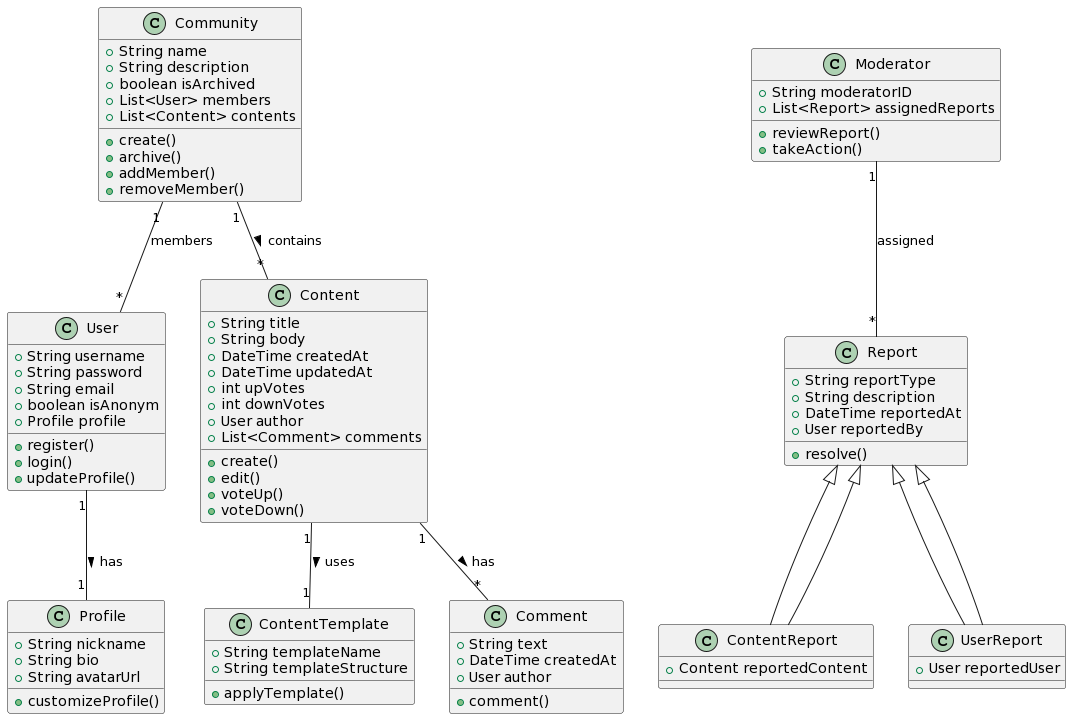 C Community
String name
String description
boolean isArchived
List<User> members
List<Content> contents
create()
archive()
addMember()
removeMember()
C Moderator
String moderatorID
List<Report> assignedReports
reviewReport()
takeAction()
1
members
*
1
contains
*
1
assigned
*
C User
String username
String password
String email
boolean isAnonym
Profile profile
register()
login()
updateProfile()
C Content
String title
String body
DateTime createdAt
DateTime updatedAt
int upVotes
int downVotes
User author
List<Comment> comments
create()
edit()
voteUp()
voteDown()
C Report
String reportType
String description
DateTime reportedAt
User reportedBy
resolve()
1
has
1
1
uses
1
1
has
*
C Profile
String nickname
String bio
String avatarUrl
customizeProfile()
C ContentTemplate
String templateName
String templateStructure
applyTemplate()
C Comment
String text
DateTime createdAt
User author
comment()
C ContentReport
Content reportedContent
C UserReport
User reportedUser